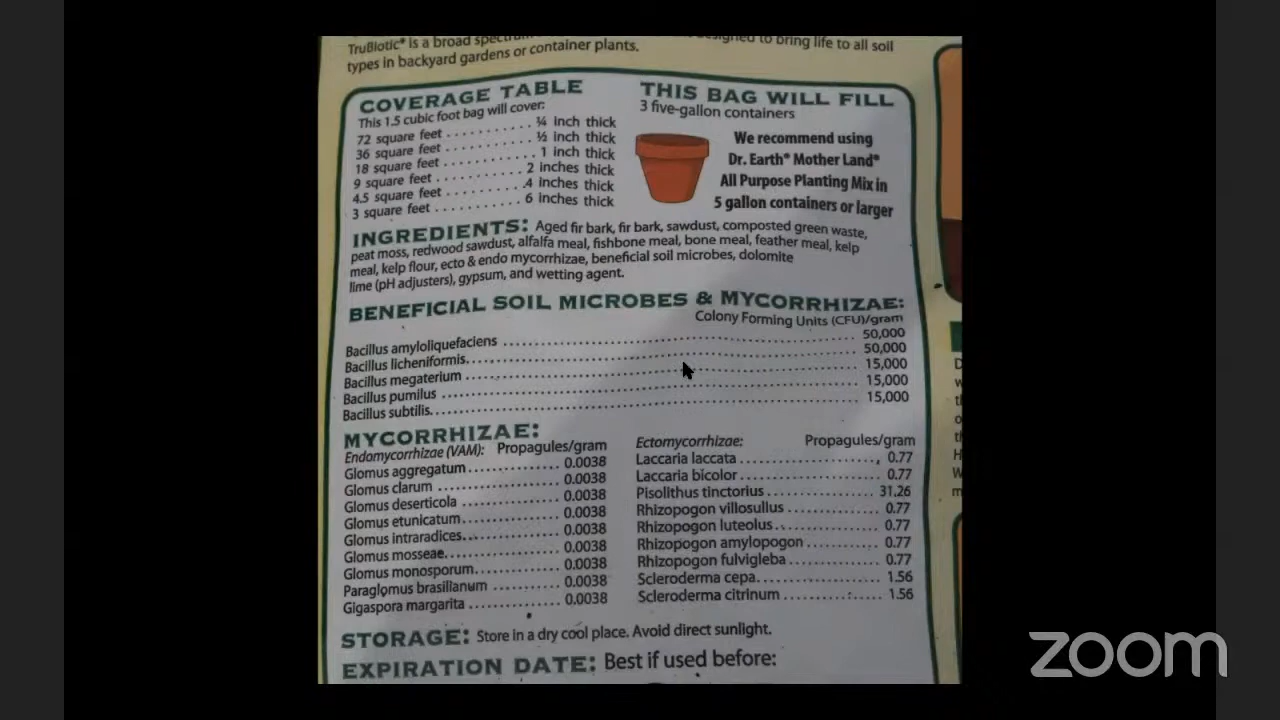 TruBiotic® is a broad to bring life to all soil
types in backyard gardens or container plants.
COVERAGE TABLE
This 1.5 cubic foot bag will cover:
72 square feet . . . . . . . . . . . ¼ inch thick
36 square feet . . . . . . . . . . . ½ inch thick
18 square feet . . . . . . . . . . . 1 inch thick
9 square feet . . . . . . . . . . . 2 inches thick
4.5 square feet . . . . . . . . . . . 4 inches thick
3 square feet . . . . . . . . . . . 6 inches thick
THIS BAG WILL FILL
3 five-gallon containers
We recommend using
Dr. Earth® Mother Land®
All Purpose Planting Mix in
5 gallon containers or larger
INGREDIENTS: Aged fir bark, fir bark, sawdust, composted green waste,
peat moss, redwood sawdust, alfalfa meal, fishbone meal, bone meal, feather meal, kelp
meal, kelp flour, ecto & endo mycorrhizae, beneficial soil microbes, dolomite
lime (pH adjusters), gypsum, and wetting agent.
BENEFICIAL SOIL MICROBES & MYCORRHIZAE:
Colony Forming Units (CFU)/gram
Bacillus amyloliquefaciens . . . . . . . . . . 50,000
Bacillus licheniformis. . . . . . . . . . 50,000
Bacillus megaterium . . . . . . . . . . 15,000
Bacillus pumilus . . . . . . . . . . 15,000
Bacillus subtilis. . . . . . . . . . 15,000
MYCORRHIZAE:
Endomycorrhizae (VAM): Propagules/gram
Glomus aggregatum . . . . . . . . . . 0.0038
Glomus clarum . . . . . . . . . . 0.0038
Glomus deserticola . . . . . . . . . . 0.0038
Glomus etunicatum . . . . . . . . . . 0.0038
Glomus intraradices. . . . . . . . . . 0.0038
Glomus mosseae. . . . . . . . . . 0.0038
Glomus monosporum. . . . . . . . . . 0.0038
Paraglomus brasilianum . . . . . . . . . . 0.0038
Gigaspora margarita . . . . . . . . . . 0.0038
Ectomycorrhizae: Propagules/gram
Laccaria laccata . . . . . . . . . . 0.77
Laccaria bicolor . . . . . . . . . . 0.77
Pisolithus tinctorius . . . . . . . . . . 31.26
Rhizopogon villosullus . . . . . . . . . . 0.77
Rhizopogon luteolus . . . . . . . . . . 0.77
Rhizopogon amylopogon . . . . . . . . . . 0.77
Rhizopogon fulvigleba . . . . . . . . . . 0.77
Scleroderma cepa. . . . . . . . . . 1.56
Scleroderma citrinum . . . . . . . . . . 1.56
STORAGE: Store in a dry cool place. Avoid direct sunlight.
EXPIRATION DATE: Best if used before:
zoom